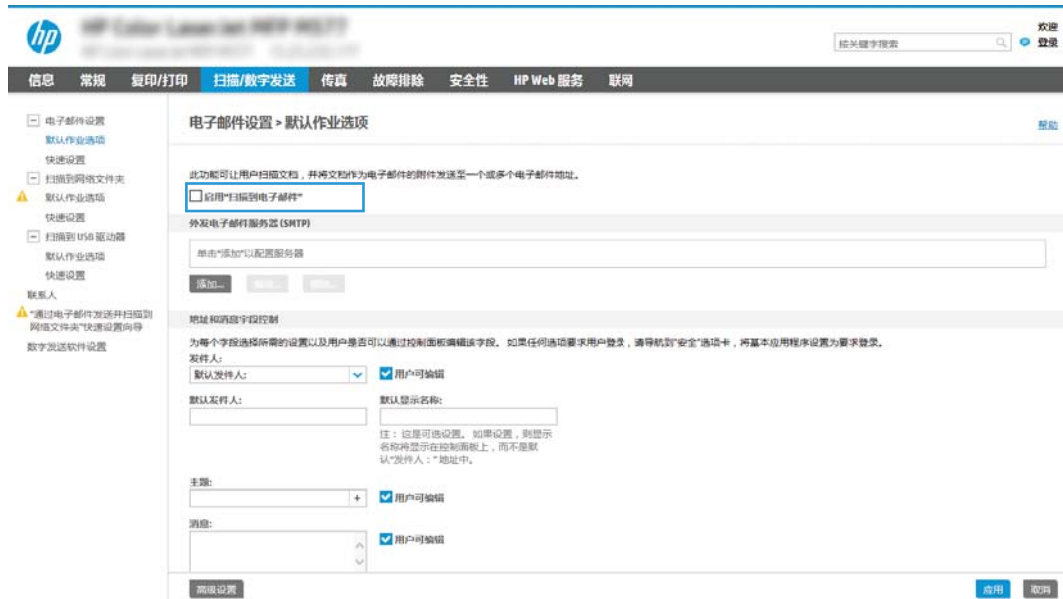 hp
欢迎
按关键字搜索
登录
信息 常规 复印/打印 扫描/数字发送 传真 故障排除 安全性 HP Web 服务 联网
电子邮件设置
默认作业选项
快速设置
扫描到网络文件夹
默认作业选项
快速设置
扫描到 USB 驱动器
默认作业选项
快速设置
联系人
“通过电子邮件发送并扫描到
网络文件夹”快速设置向导
数字发送软件设置
电子邮件设置 > 默认作业选项
帮助
此功能可让用户扫描文档，并将文档作为电子邮件的附件发送至一个或多个电子邮件地址。
启用“扫描到电子邮件”
外发电子邮件服务器 (SMTP)
单击“添加”以配置服务器
添加...
地址和消息字段控制
为每个字段选择所需的设置以及用户是否可以通过控制面板编辑该字段。 如果任何选项要求用户登录，请导航到“安全”选项卡，将基本应用程序设置为要求登录。
发件人:
默认发件人: 用户可编辑
默认发件人: 默认显示名称:
注：这是可选设置。 如果设置，则显示
名称将显示在控制面板上，而不是默
认“发件人：”地址中。
主题:
+ 用户可编辑
消息:
用户可编辑
高级设置 应用 取消